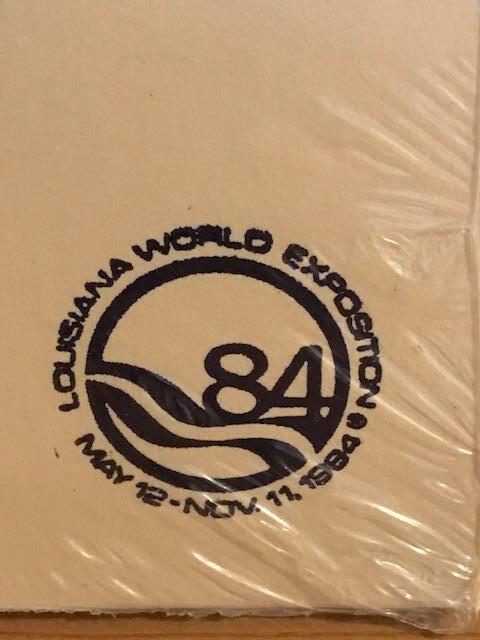 LOUISIANA WORLD EXPOSITION ®
84
MAY 12 - NOV. 11, 1984